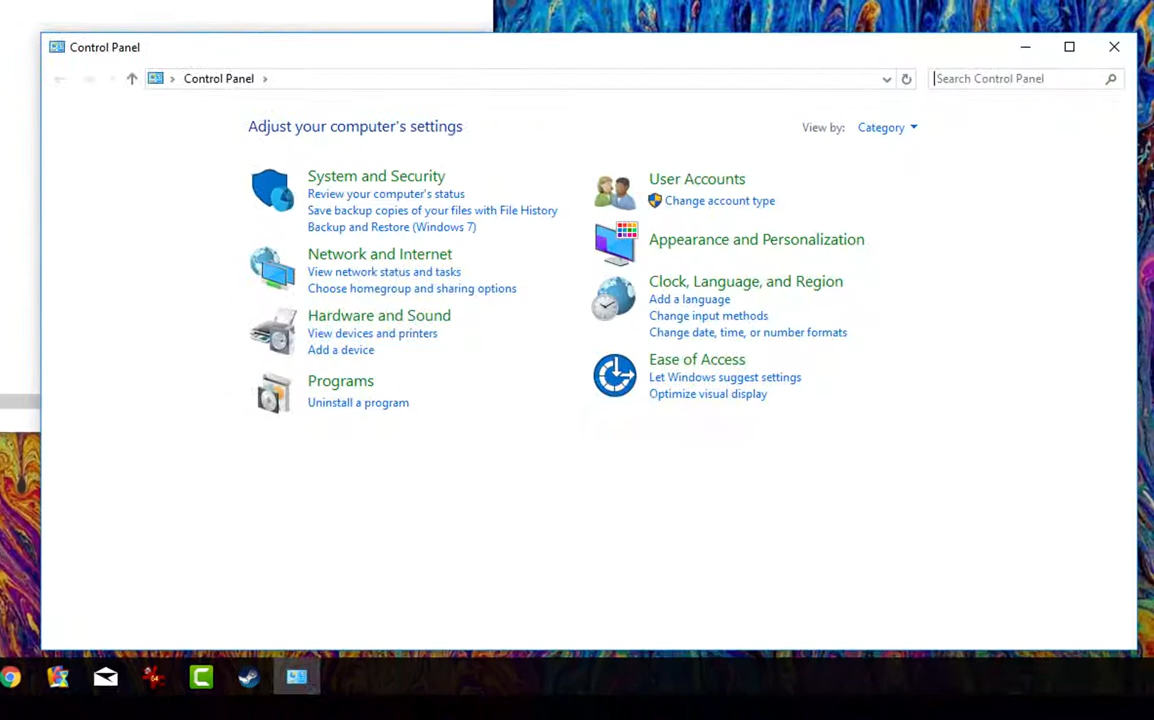 Control Panel
Control Panel
Search Control Panel
Adjust your computer's settings
View by: Category
System and Security
Review your computer's status
Save backup copies of your files with File History
Backup and Restore (Windows 7)
Network and Internet
View network status and tasks
Choose homegroup and sharing options
Hardware and Sound
View devices and printers
Add a device
Programs
Uninstall a program
User Accounts
Change account type
Appearance and Personalization
Clock, Language, and Region
Add a language
Change input methods
Change date, time, or number formats
Ease of Access
Let Windows suggest settings
Optimize visual display
64